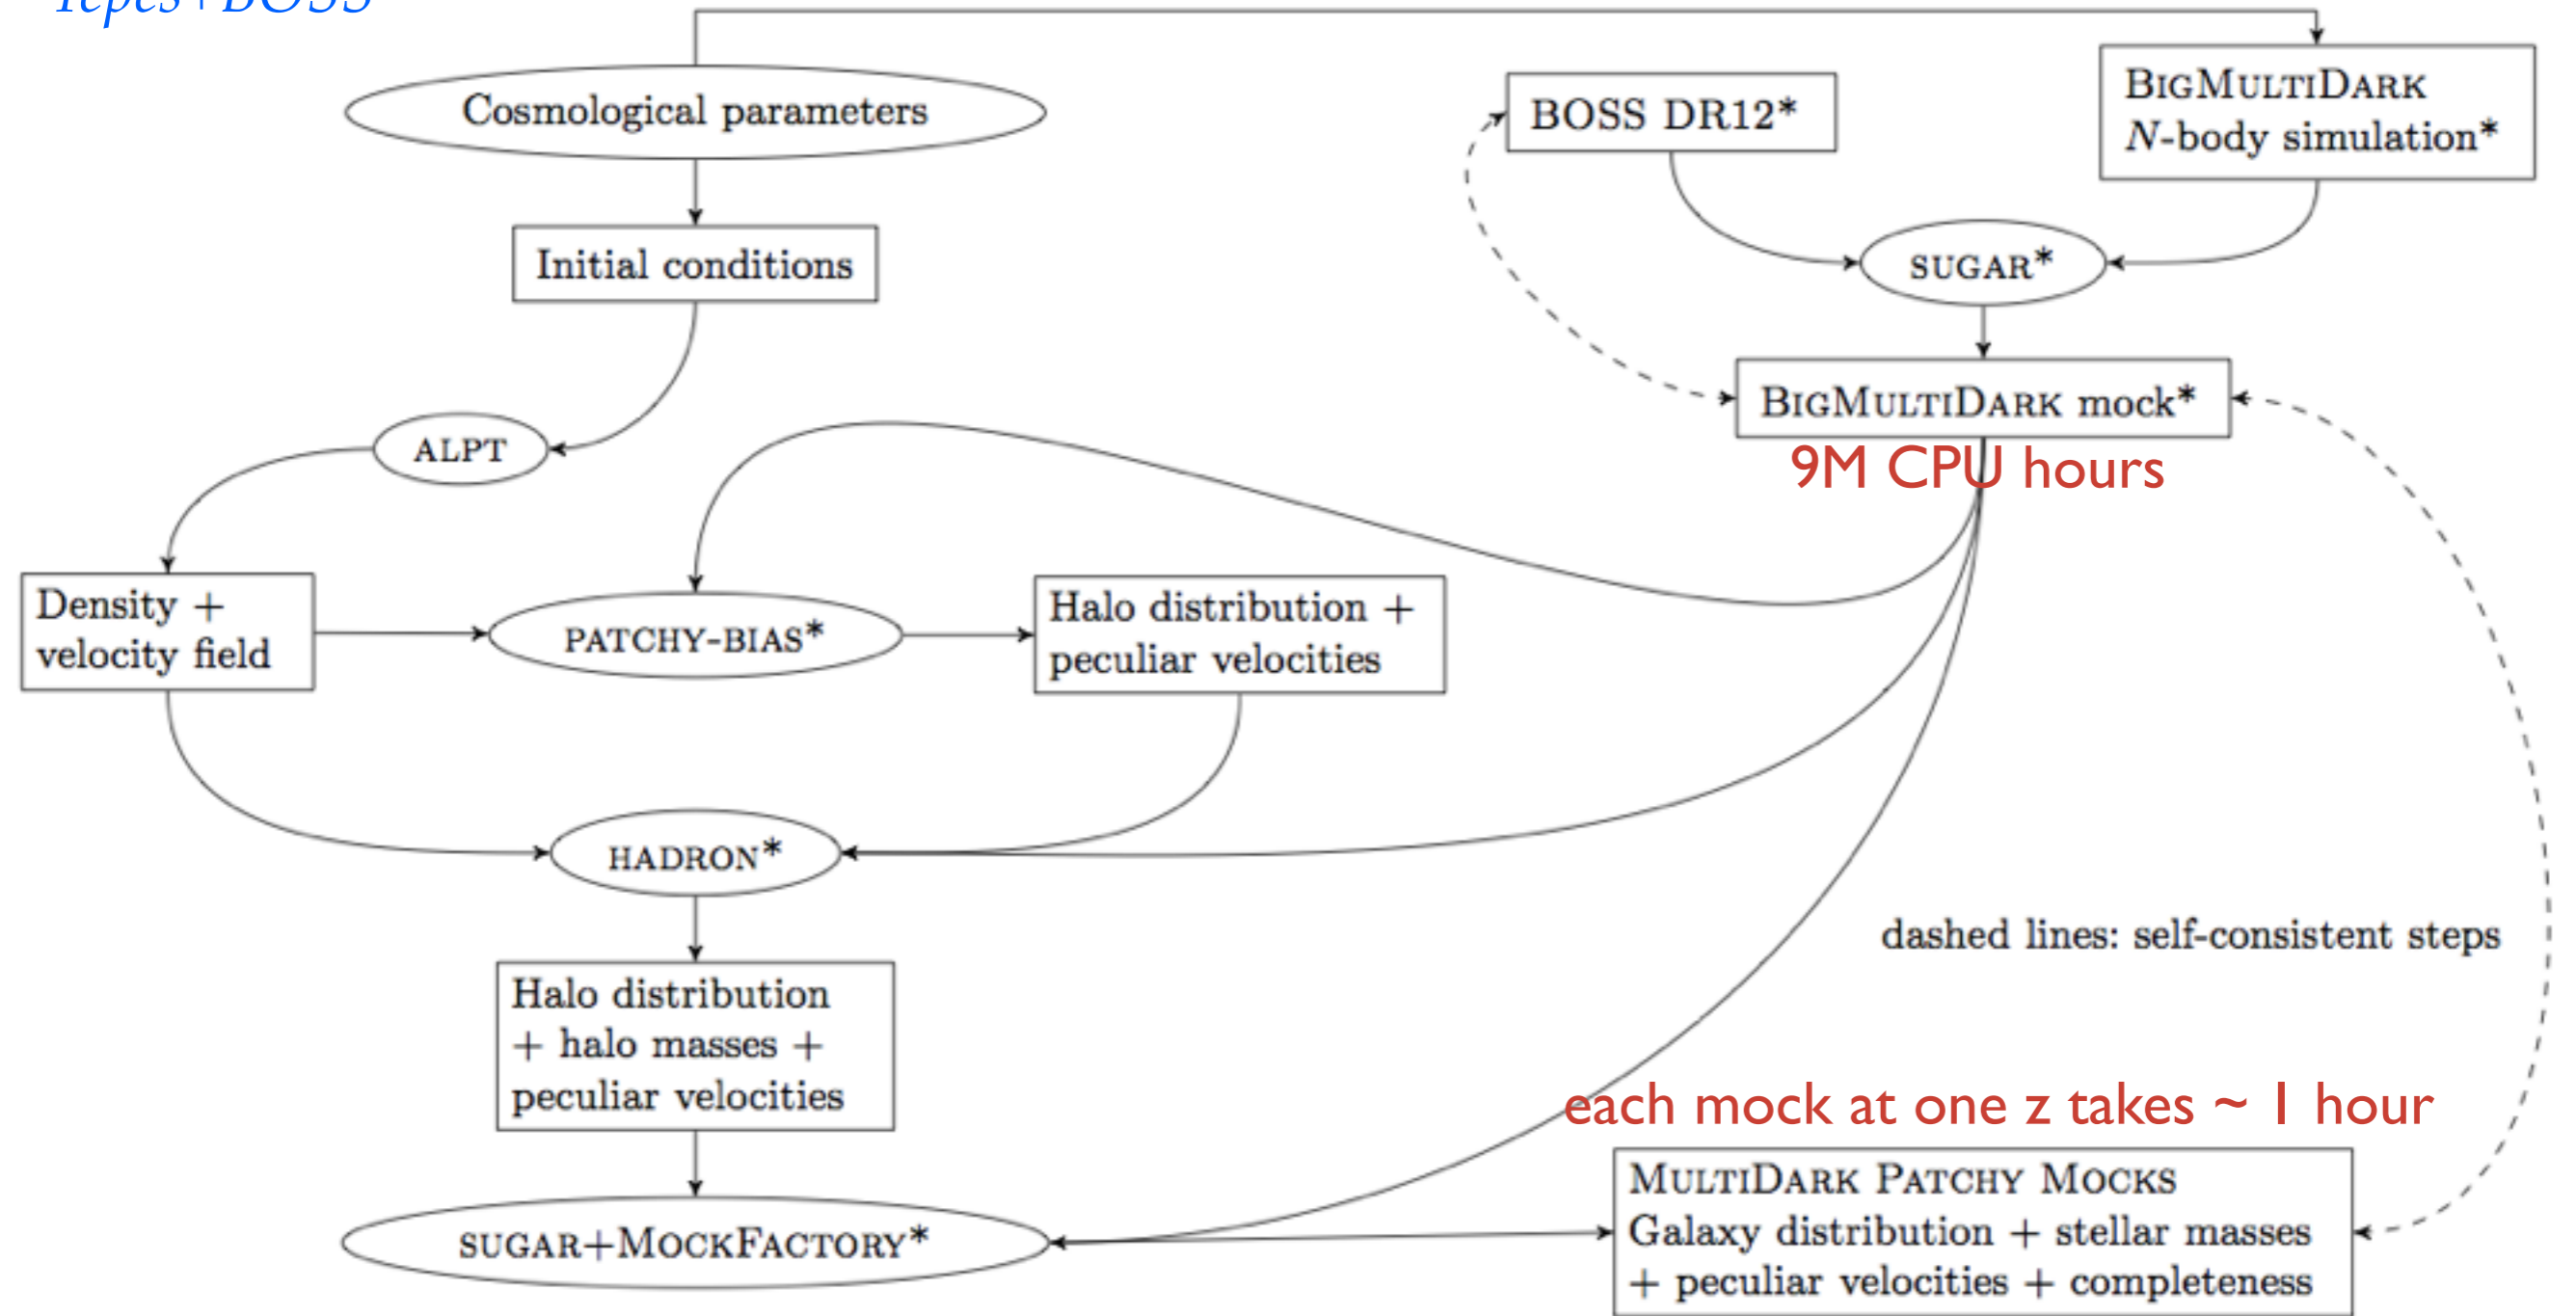 Yepes+BOSS
Cosmological parameters
BOSS DR12*
BIGMULTIDARK
N-body simulation*
Initial conditions
SUGAR*
BIGMULTIDARK mock*
9M CPU hours
ALPT
Density +
velocity field
PATCHY-BIAS*
Halo distribution +
peculiar velocities
HADRON*
dashed lines: self-consistent steps
Halo distribution
+ halo masses +
peculiar velocities
each mock at one z takes ~ 1 hour
SUGAR+MOCKFACTORY*
MULTIDARK PATCHY MOCKS
Galaxy distribution + stellar masses
+ peculiar velocities + completeness